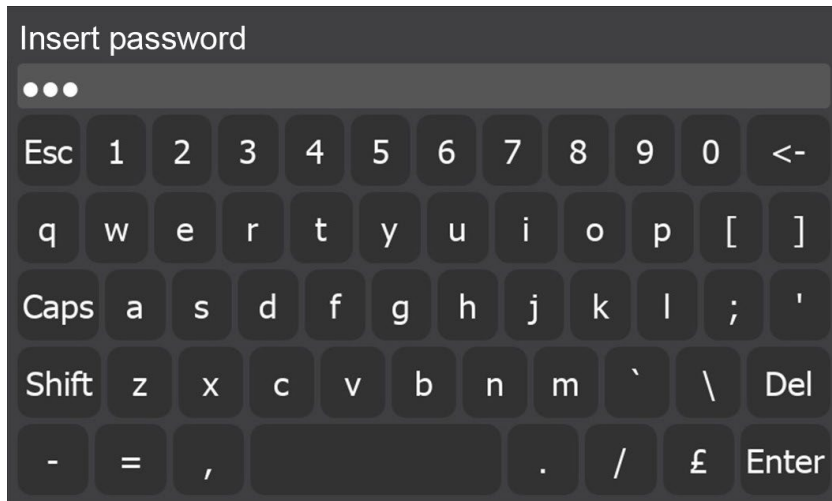 Insert password
●●●
Esc 1 2 3 4 5 6 7 8 9 0 <-
q w e r t y u i o p [ ]
Caps a s d f g h j k l ; '
Shift z x c v b n m ` \ Del
- = , . / £ Enter